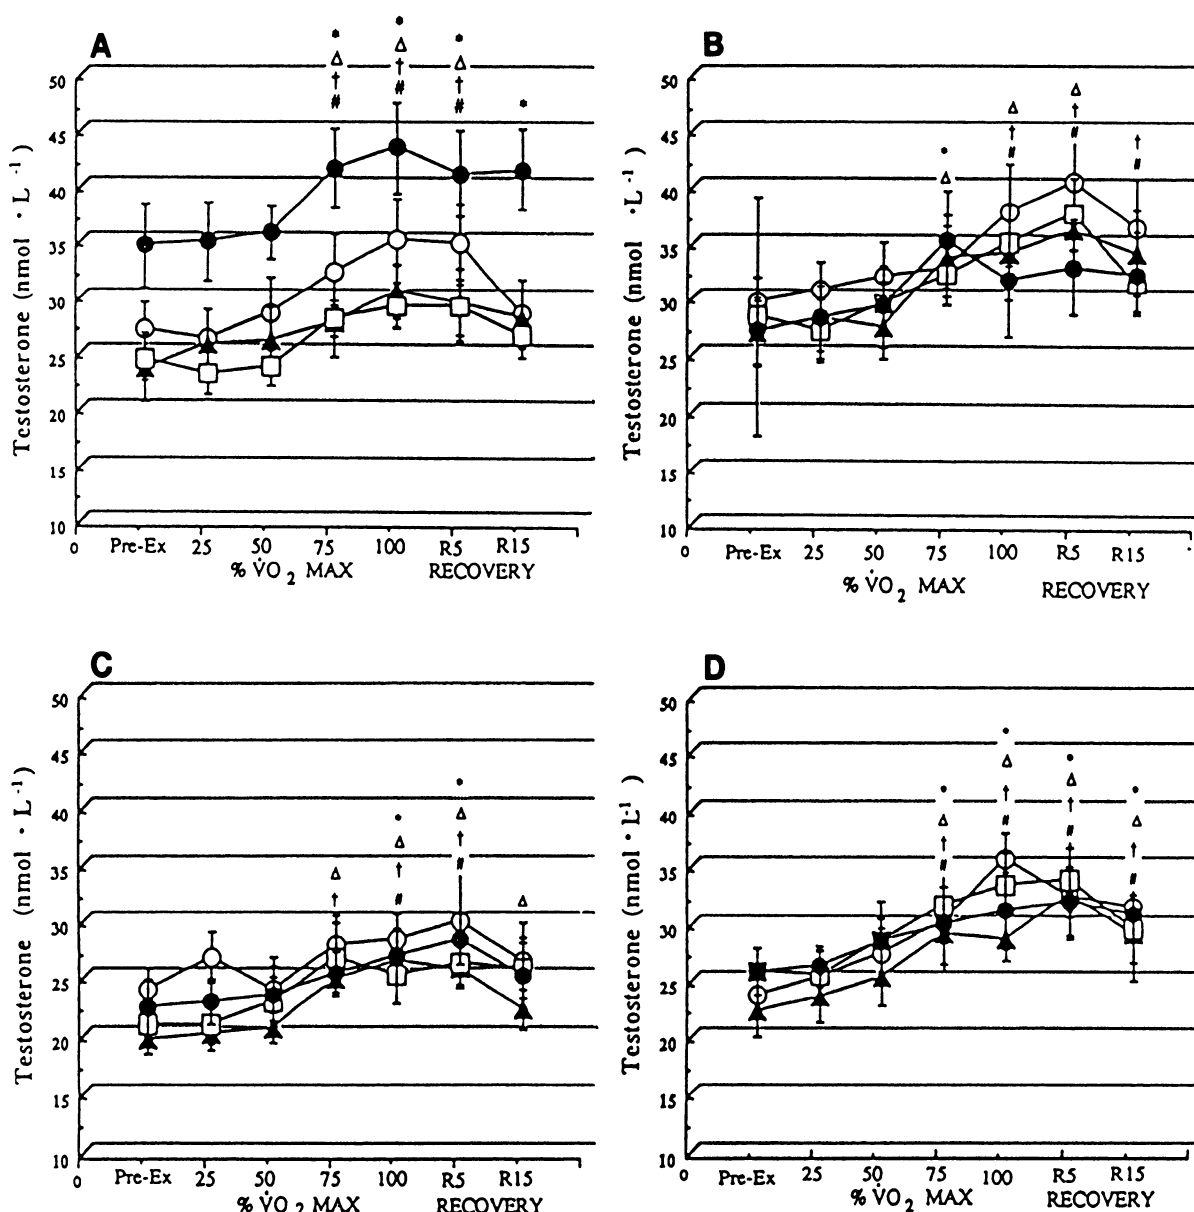 A
*
Δ
†
#
*
Δ
†
#
*
Δ
†
#
*
50
45
40
35
30
25
20
15
10
Testosterone (nmol · L⁻¹)
0 Pre-Ex 25 50 75 100 R5 R15
% V̇O₂ MAX RECOVERY
B
*
Δ
Δ
†
#
Δ
†
#
†
#
50
45
40
35
30
25
20
15
10
Testosterone (nmol · L⁻¹)
0 Pre-Ex 25 50 75 100 R5 R15
% V̇O₂ MAX RECOVERY
C
Δ
†
*
Δ
†
#
*
Δ
†
#
Δ
50
45
40
35
30
25
20
15
10
Testosterone (nmol · L⁻¹)
0 Pre-Ex 25 50 75 100 R5 R15
% V̇O₂ MAX RECOVERY
D
*
Δ
†
#
*
Δ
†
#
*
Δ
†
#
*
Δ
†
#
50
45
40
35
30
25
20
15
10
Testosterone (nmol · L⁻¹)
0 Pre-Ex 25 50 75 100 R5 R15
% V̇O₂ MAX RECOVERY